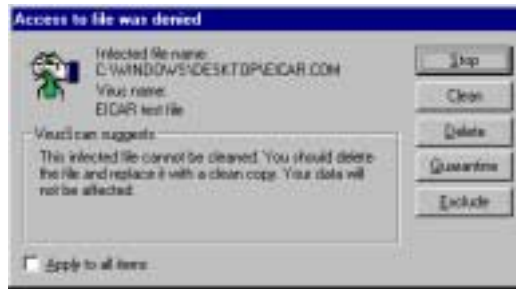 Access to file was denied
Infected file name:
C:\WINDOWS\DESKTOP\EICAR.COM
Virus name:
EICAR test file
VirusScan suggests
This infected file cannot be cleaned. You should delete
the file and replace it with a clean copy. Your data will
not be affected.
Apply to all items
Stop
Clean
Delete
Quarantine
Exclude